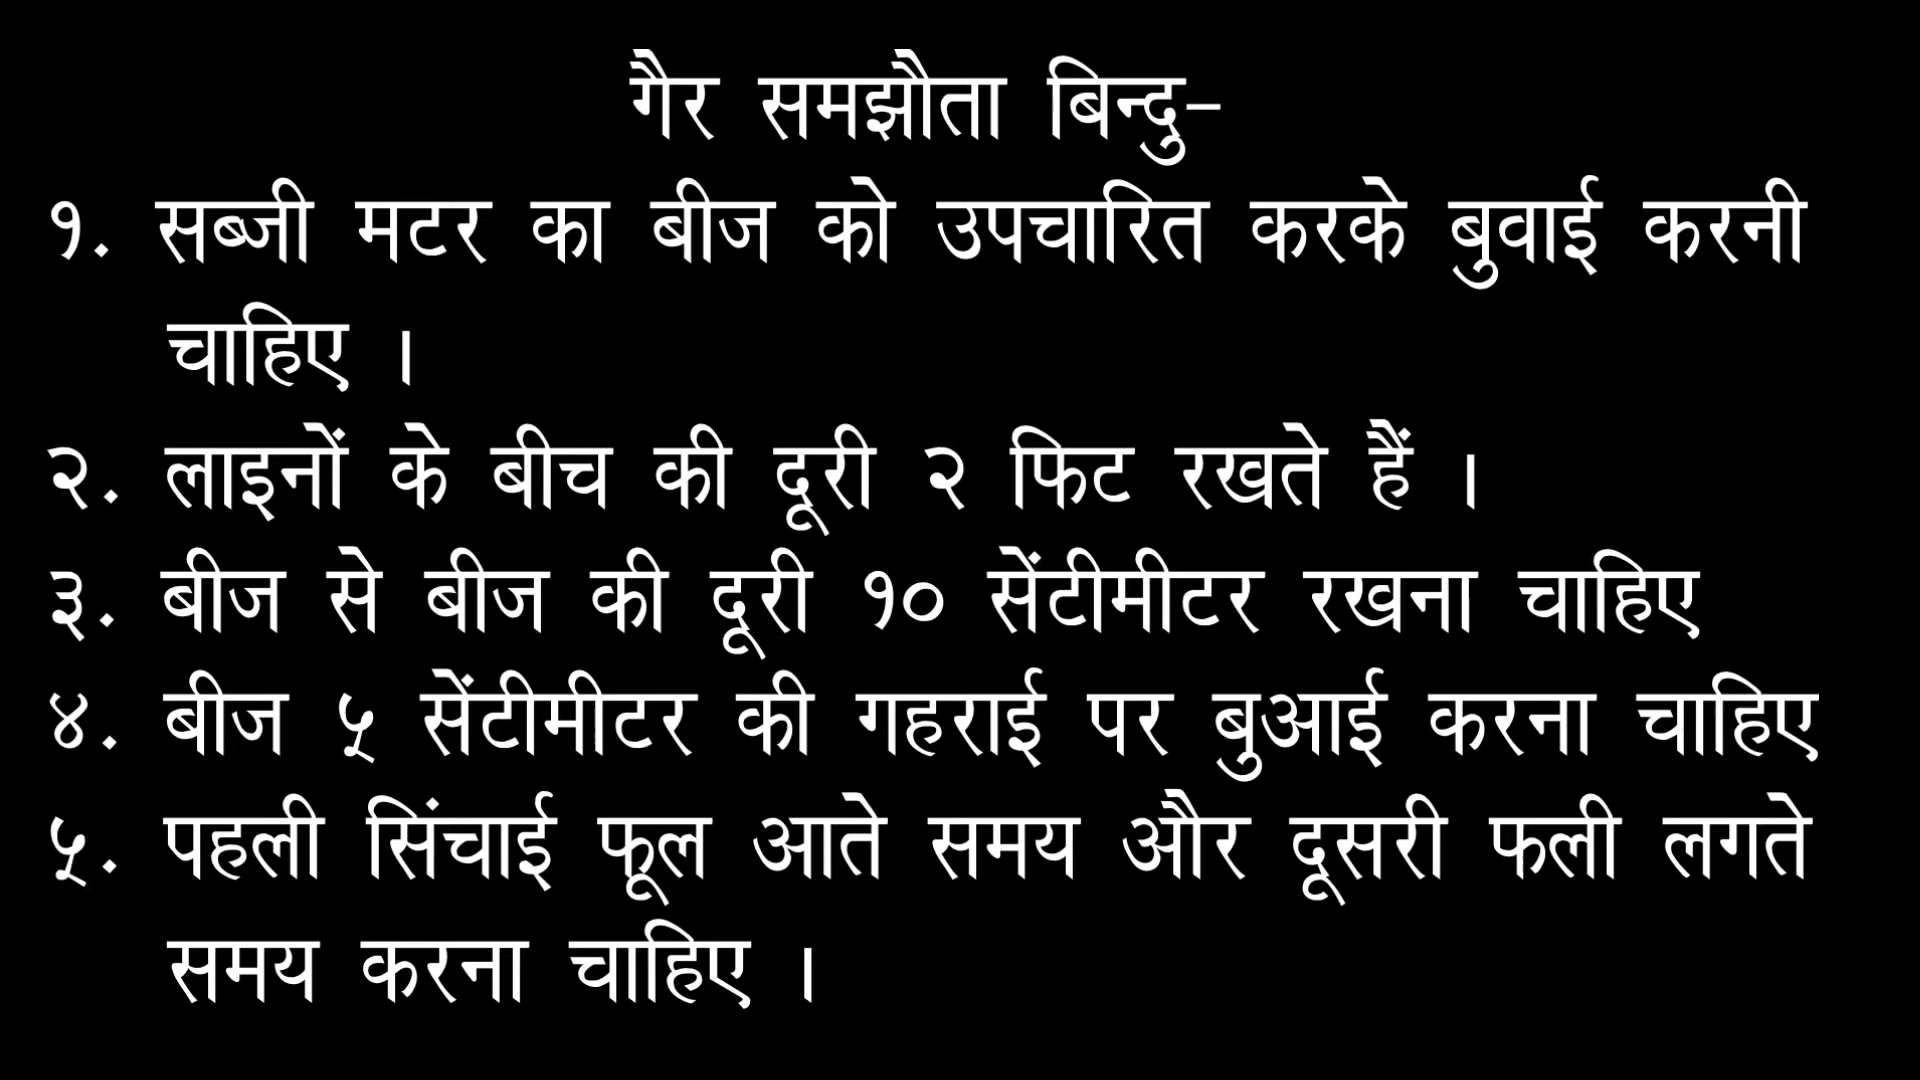 गैर समझौता बिन्दु-
१. सब्जी मटर का बीज को उपचारित करके बुवाई करनी
चाहिए ।
२. लाइनों के बीच की दूरी २ फिट रखते हैं ।
३. बीज से बीज की दूरी १० सेंटीमीटर रखना चाहिए
४. बीज ५ सेंटीमीटर की गहराई पर बुआई करना चाहिए
५. पहली सिंचाई फूल आते समय और दूसरी फली लगते
समय करना चाहिए ।